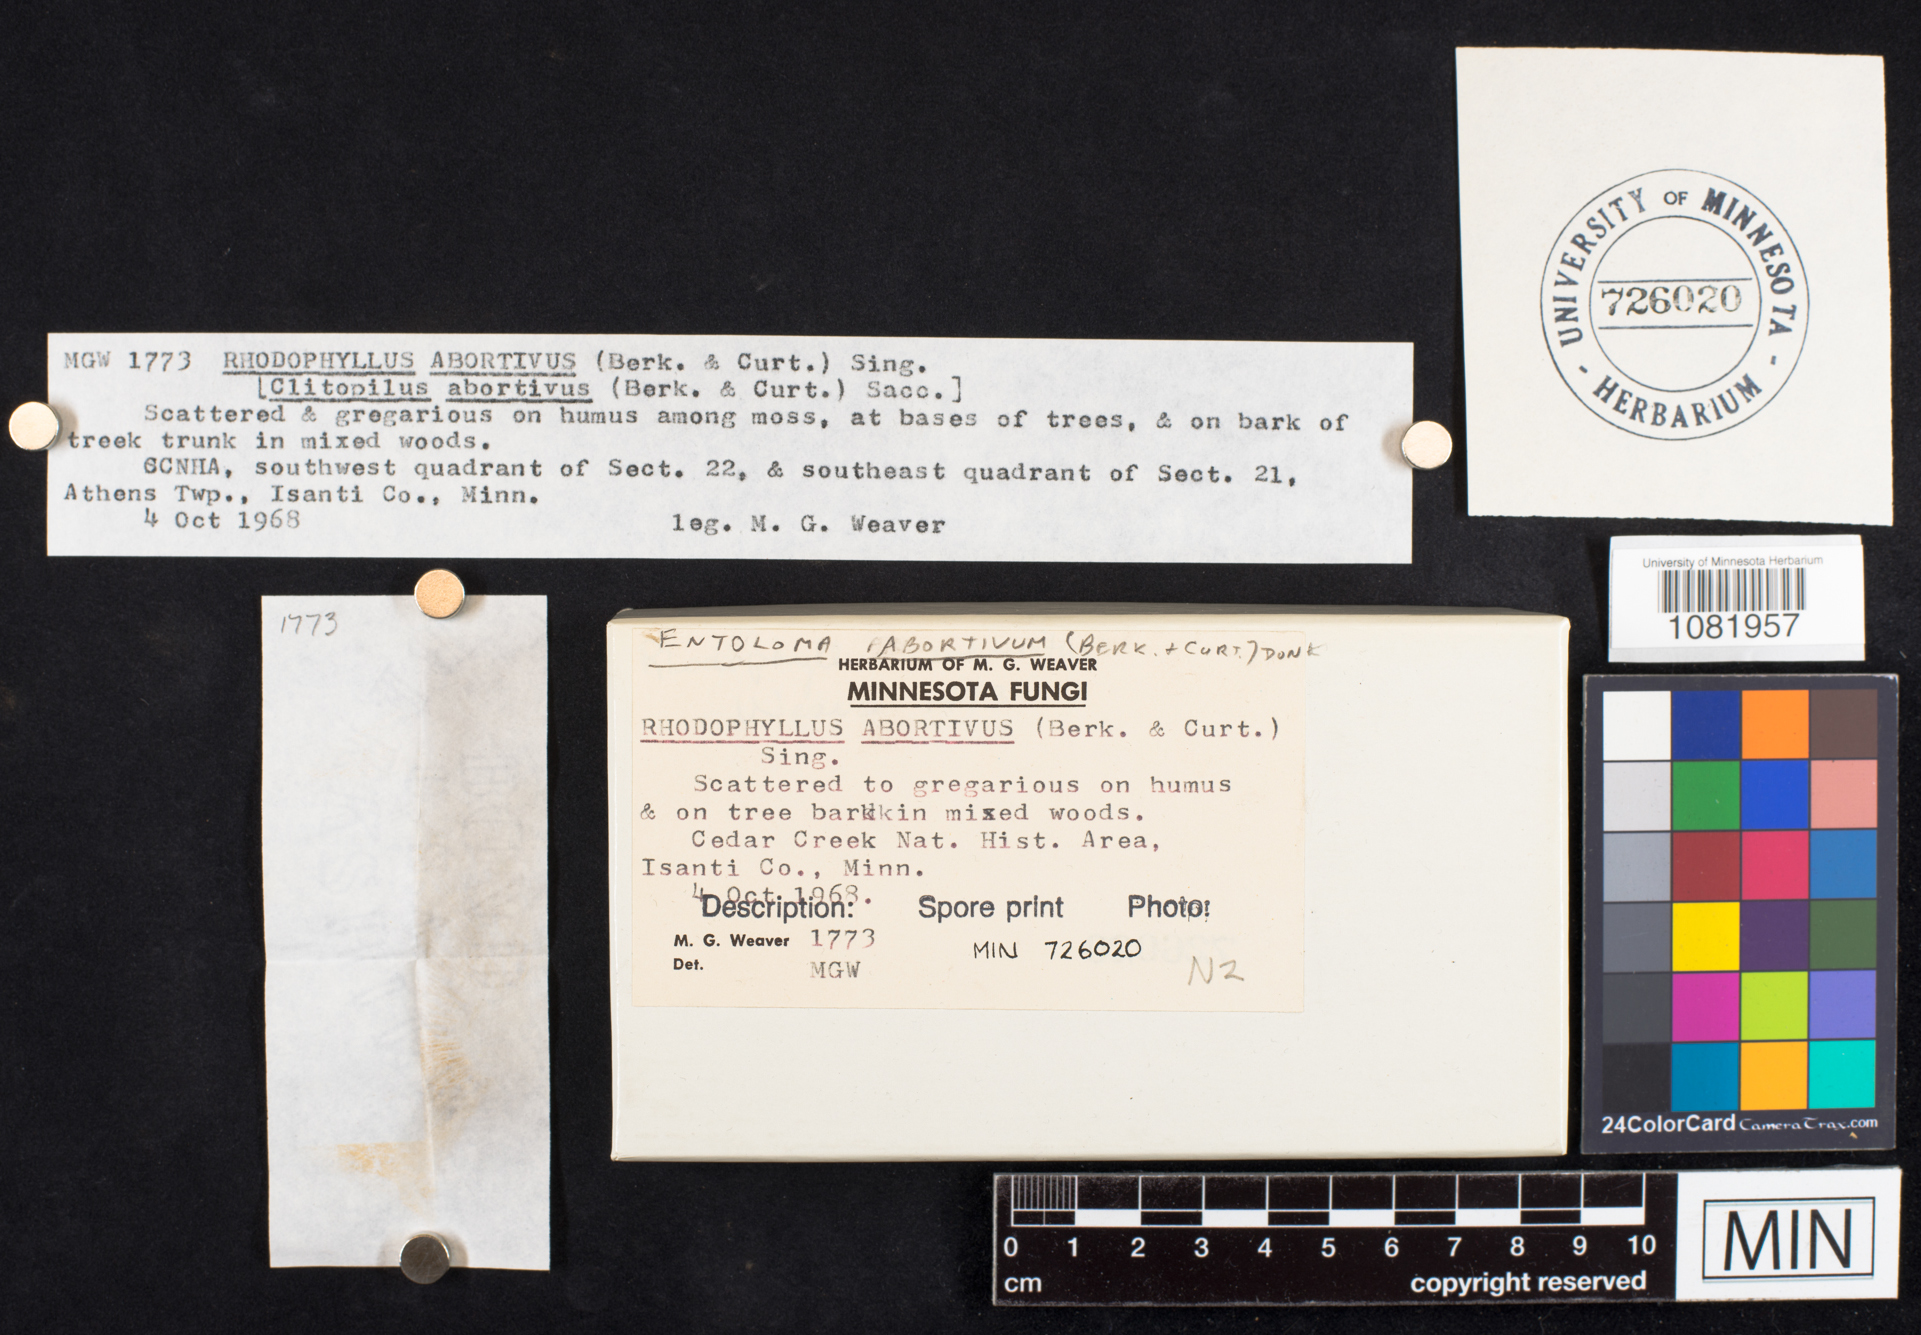 UNIVERSITY OF MINNESOTA
726020
- HERBARIUM -
MGW 1773 RHODOPHYLLUS ABORTIVUS (Berk. & Curt.) Sing.
[Clitopilus abortivus (Berk. & Curt.) Sacc.]
Scattered & gregarious on humus among moss, at bases of trees, & on bark of
treek trunk in mixed woods.
CCNHA, southwest quadrant of Sect. 22, & southeast quadrant of Sect. 21,
Athens Twp., Isanti Co., Minn.
4 Oct 1968 leg. M. G. Weaver
University of Minnesota Herbarium
1081957
1773
ENTOLOMA ABORTIVUM (BERK. + CURT.) DONK
HERBARIUM OF M. G. WEAVER
MINNESOTA FUNGI
RHODOPHYLLUS ABORTIVUS (Berk. & Curt.)
Sing.
Scattered to gregarious on humus
& on tree barkkin mixed woods.
Cedar Creek Nat. Hist. Area,
Isanti Co., Minn.
4 Oct 1968.
Description: Spore print Photo:
M. G. Weaver 1773
MIN 726020
Det. MGW
N2
24ColorCard CameraTrax.com
0 1 2 3 4 5 6 7 8 9 10
cm copyright reserved
MIN